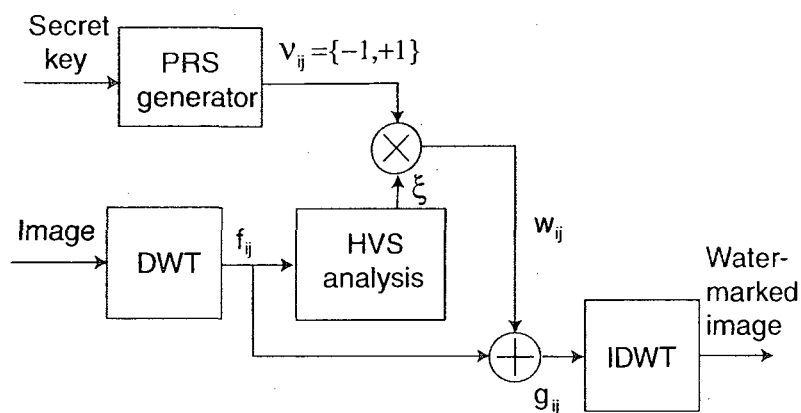 Secret
key
PRS
generator
ν_ij={-1,+1}
ξ
Image
DWT
f_ij
HVS
analysis
w_ij
Water-
marked
image
IDWT
g_ij